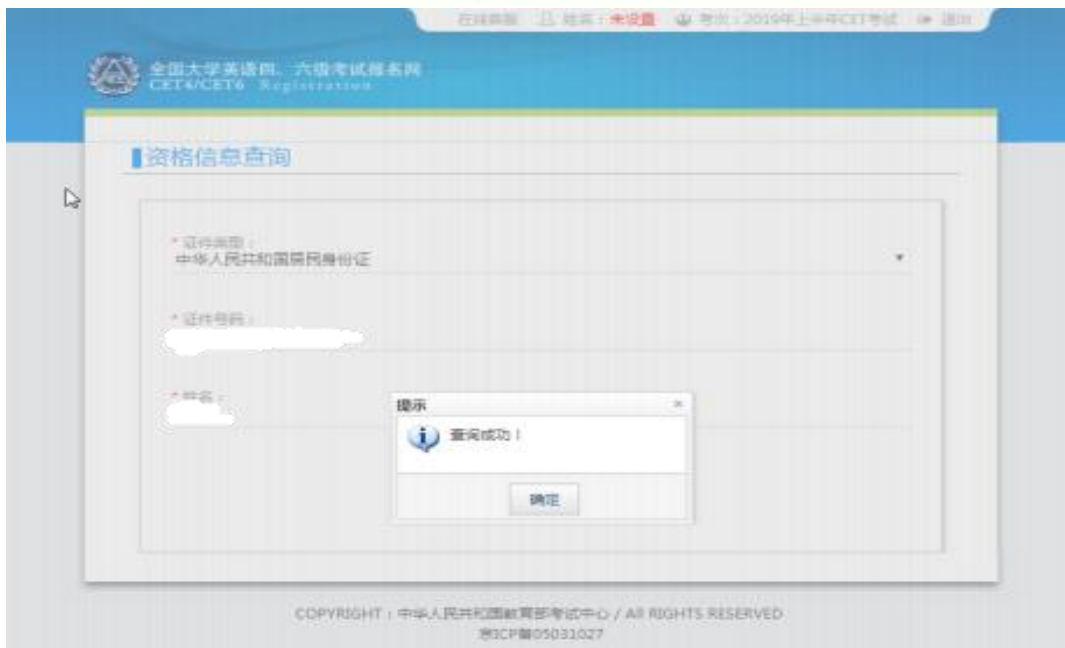 在线客服 姓名：未设置 考次：2019年上半年CET考试 退出
全国大学英语四、六级考试报名网
CET4/CET6 Registration
资格信息查询
* 证件类型：
中华人民共和国居民身份证
* 证件号码：
* 姓名：
提示 ×
查询成功！
确定
COPYRIGHT：中华人民共和国教育部考试中心 / All RIGHTS RESERVED
京ICP备05031027